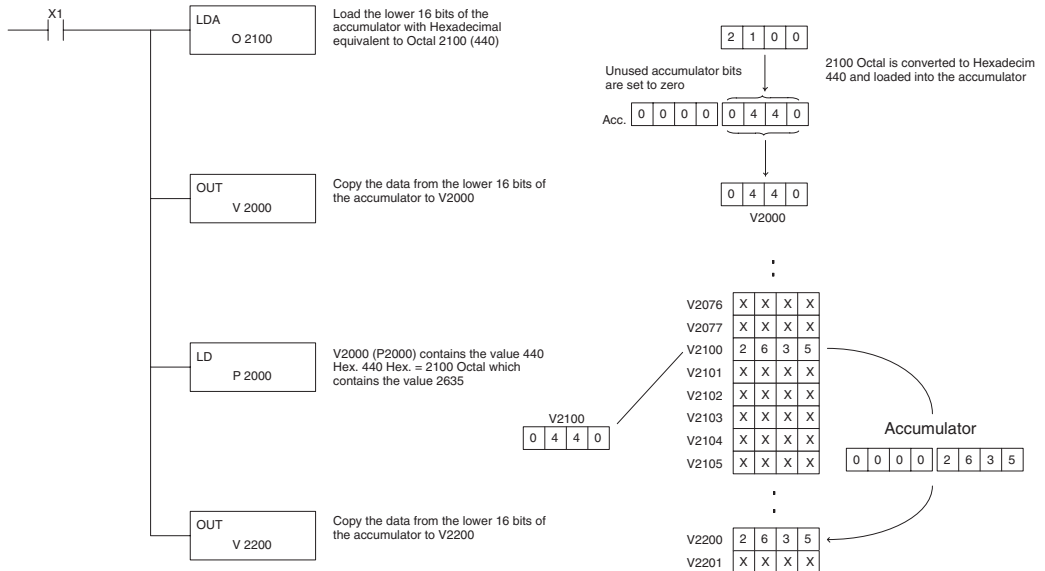 X1
LDA
O 2100
Load the lower 16 bits of the
accumulator with Hexadecimal
equivalent to Octal 2100 (440)
2 1 0 0
2100 Octal is converted to Hexadecim
440 and loaded into the accumulator
Unused accumulator bits
are set to zero
Acc. 0 0 0 0 0 4 4 0
OUT
V 2000
Copy the data from the lower 16 bits of
the accumulator to V2000
0 4 4 0
V2000
V2076 X X X X
V2077 X X X X
V2100 2 6 3 5
V2101 X X X X
V2102 X X X X
V2103 X X X X
V2104 X X X X
V2105 X X X X
LD
P 2000
V2000 (P2000) contains the value 440
Hex. 440 Hex. = 2100 Octal which
contains the value 2635
V2100
0 4 4 0
Accumulator
0 0 0 0 2 6 3 5
OUT
V 2200
Copy the data from the lower 16 bits of
the accumulator to V2200
V2200 2 6 3 5
V2201 X X X X